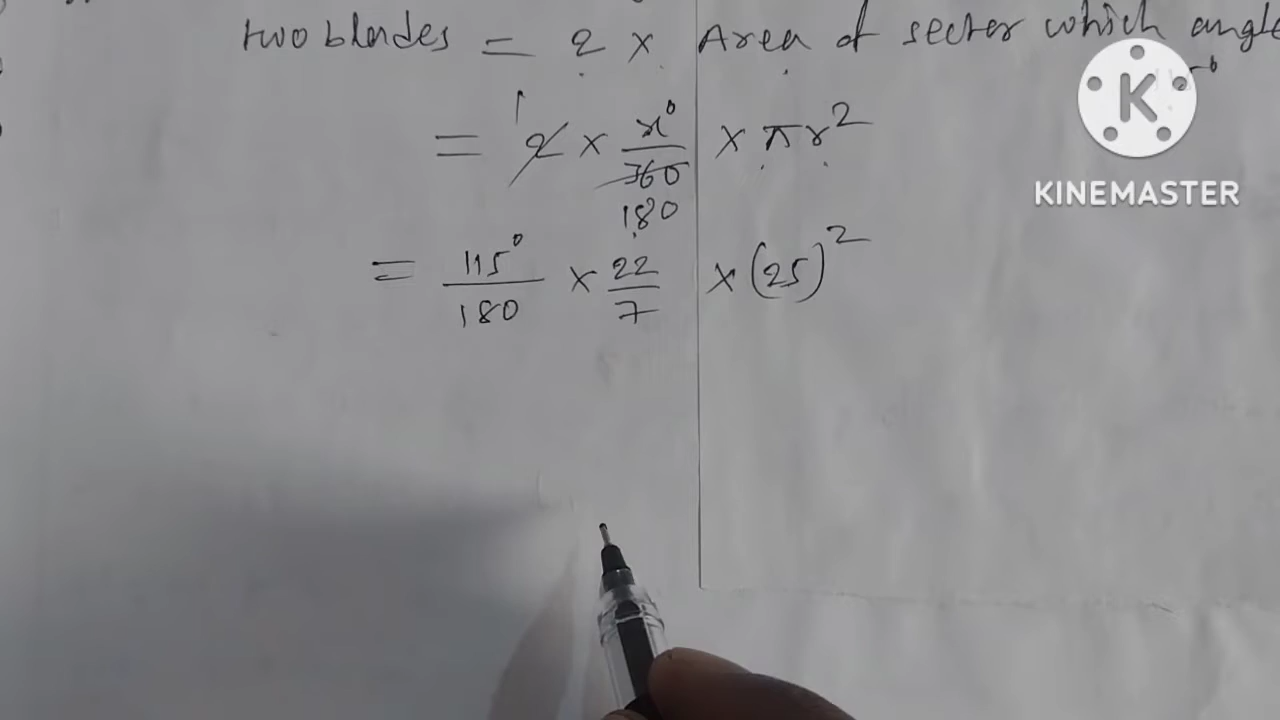 two blades = 2 × Area of sector which angle
= 2 × x°/360 × πr²
1 180
= 115°/180 × 22/7 × (25)²
K
KINEMASTER